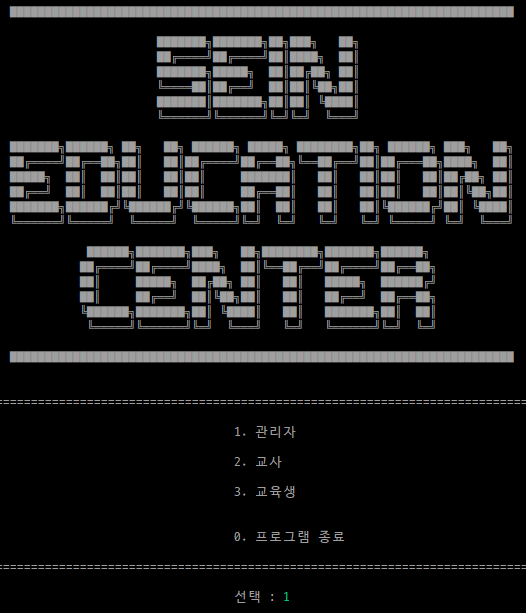 SEIN
EDUCATION
CENTER
1. 관리자
2. 교사
3. 교육생
0. 프로그램 종료
선택 : 1